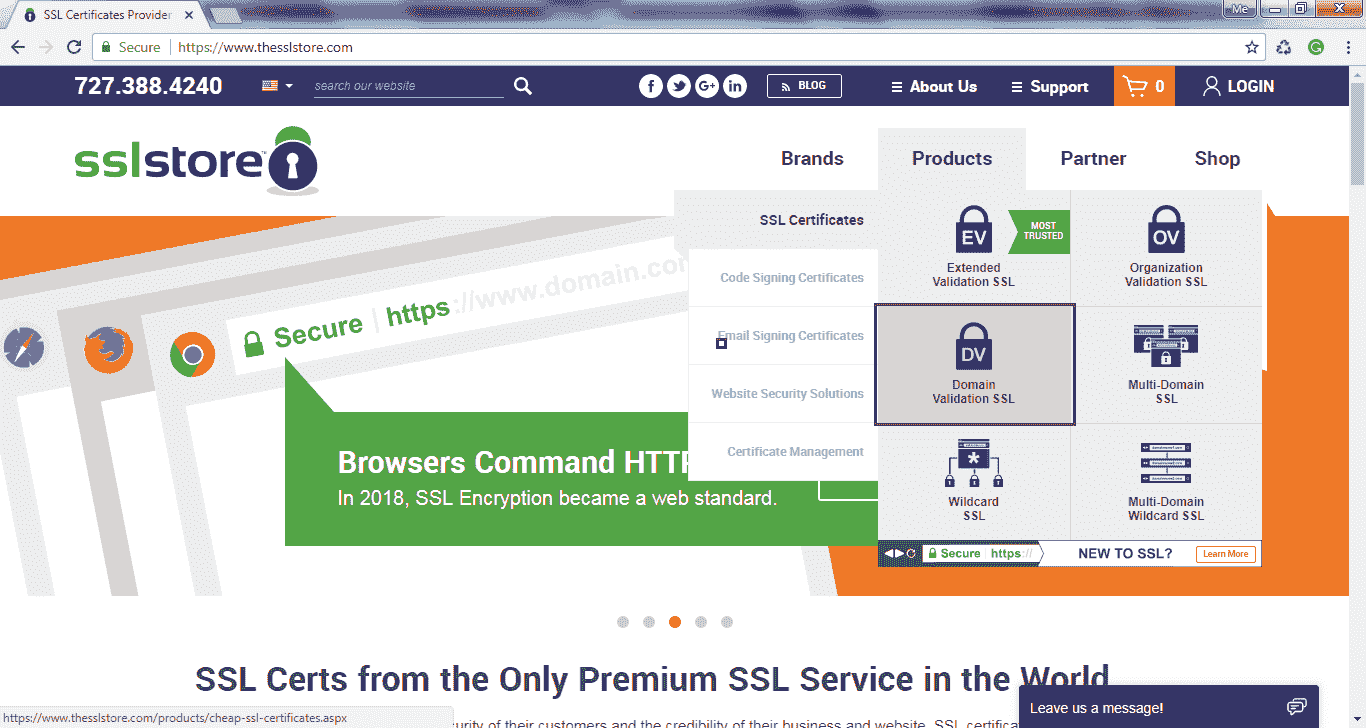 SSL Certificates Provider
Me
Secure
https://www.thesslstore.com
727.388.4240
search our website
BLOG
About Us
Support
0
LOGIN
sslstore
Brands
Products
Partner
Shop
SSL Certificates
Code Signing Certificates
Email Signing Certificates
Website Security Solutions
Certificate Management
EV
MOST
TRUSTED
Extended
Validation SSL
OV
Organization
Validation SSL
DV
Domain
Validation SSL
Multi-Domain
SSL
*
Wildcard
SSL
Multi-Domain
Wildcard SSL
Secure
https://
NEW TO SSL?
Learn More
Secure | https://www.domain.com
Browsers Command HTTP
In 2018, SSL Encryption became a web standard.
SSL Certs from the Only Premium SSL Service in the World
https://www.thesslstore.com/products/cheap-ssl-certificates.aspx
of their customers and the credibility of their business and website. SSL
Leave us a message!